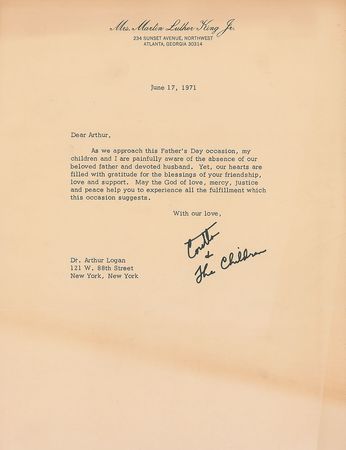 Mrs. Martin Luther King Jr.
234 SUNSET AVENUE, NORTHWEST
ATLANTA, GEORGIA 30314
June 17, 1971
Dear Arthur,
As we approach this Father's Day occasion, my
children and I are painfully aware of the absence of our
beloved father and devoted husband. Yet, our hearts are
filled with gratitude for the blessings of your friendship,
love and support. May the God of love, mercy, justice
and peace help you to experience all the fulfillment which
this occasion suggests.
With our love,
Coretta
+
The Children
Dr. Arthur Logan
121 W. 88th Street
New York, New York